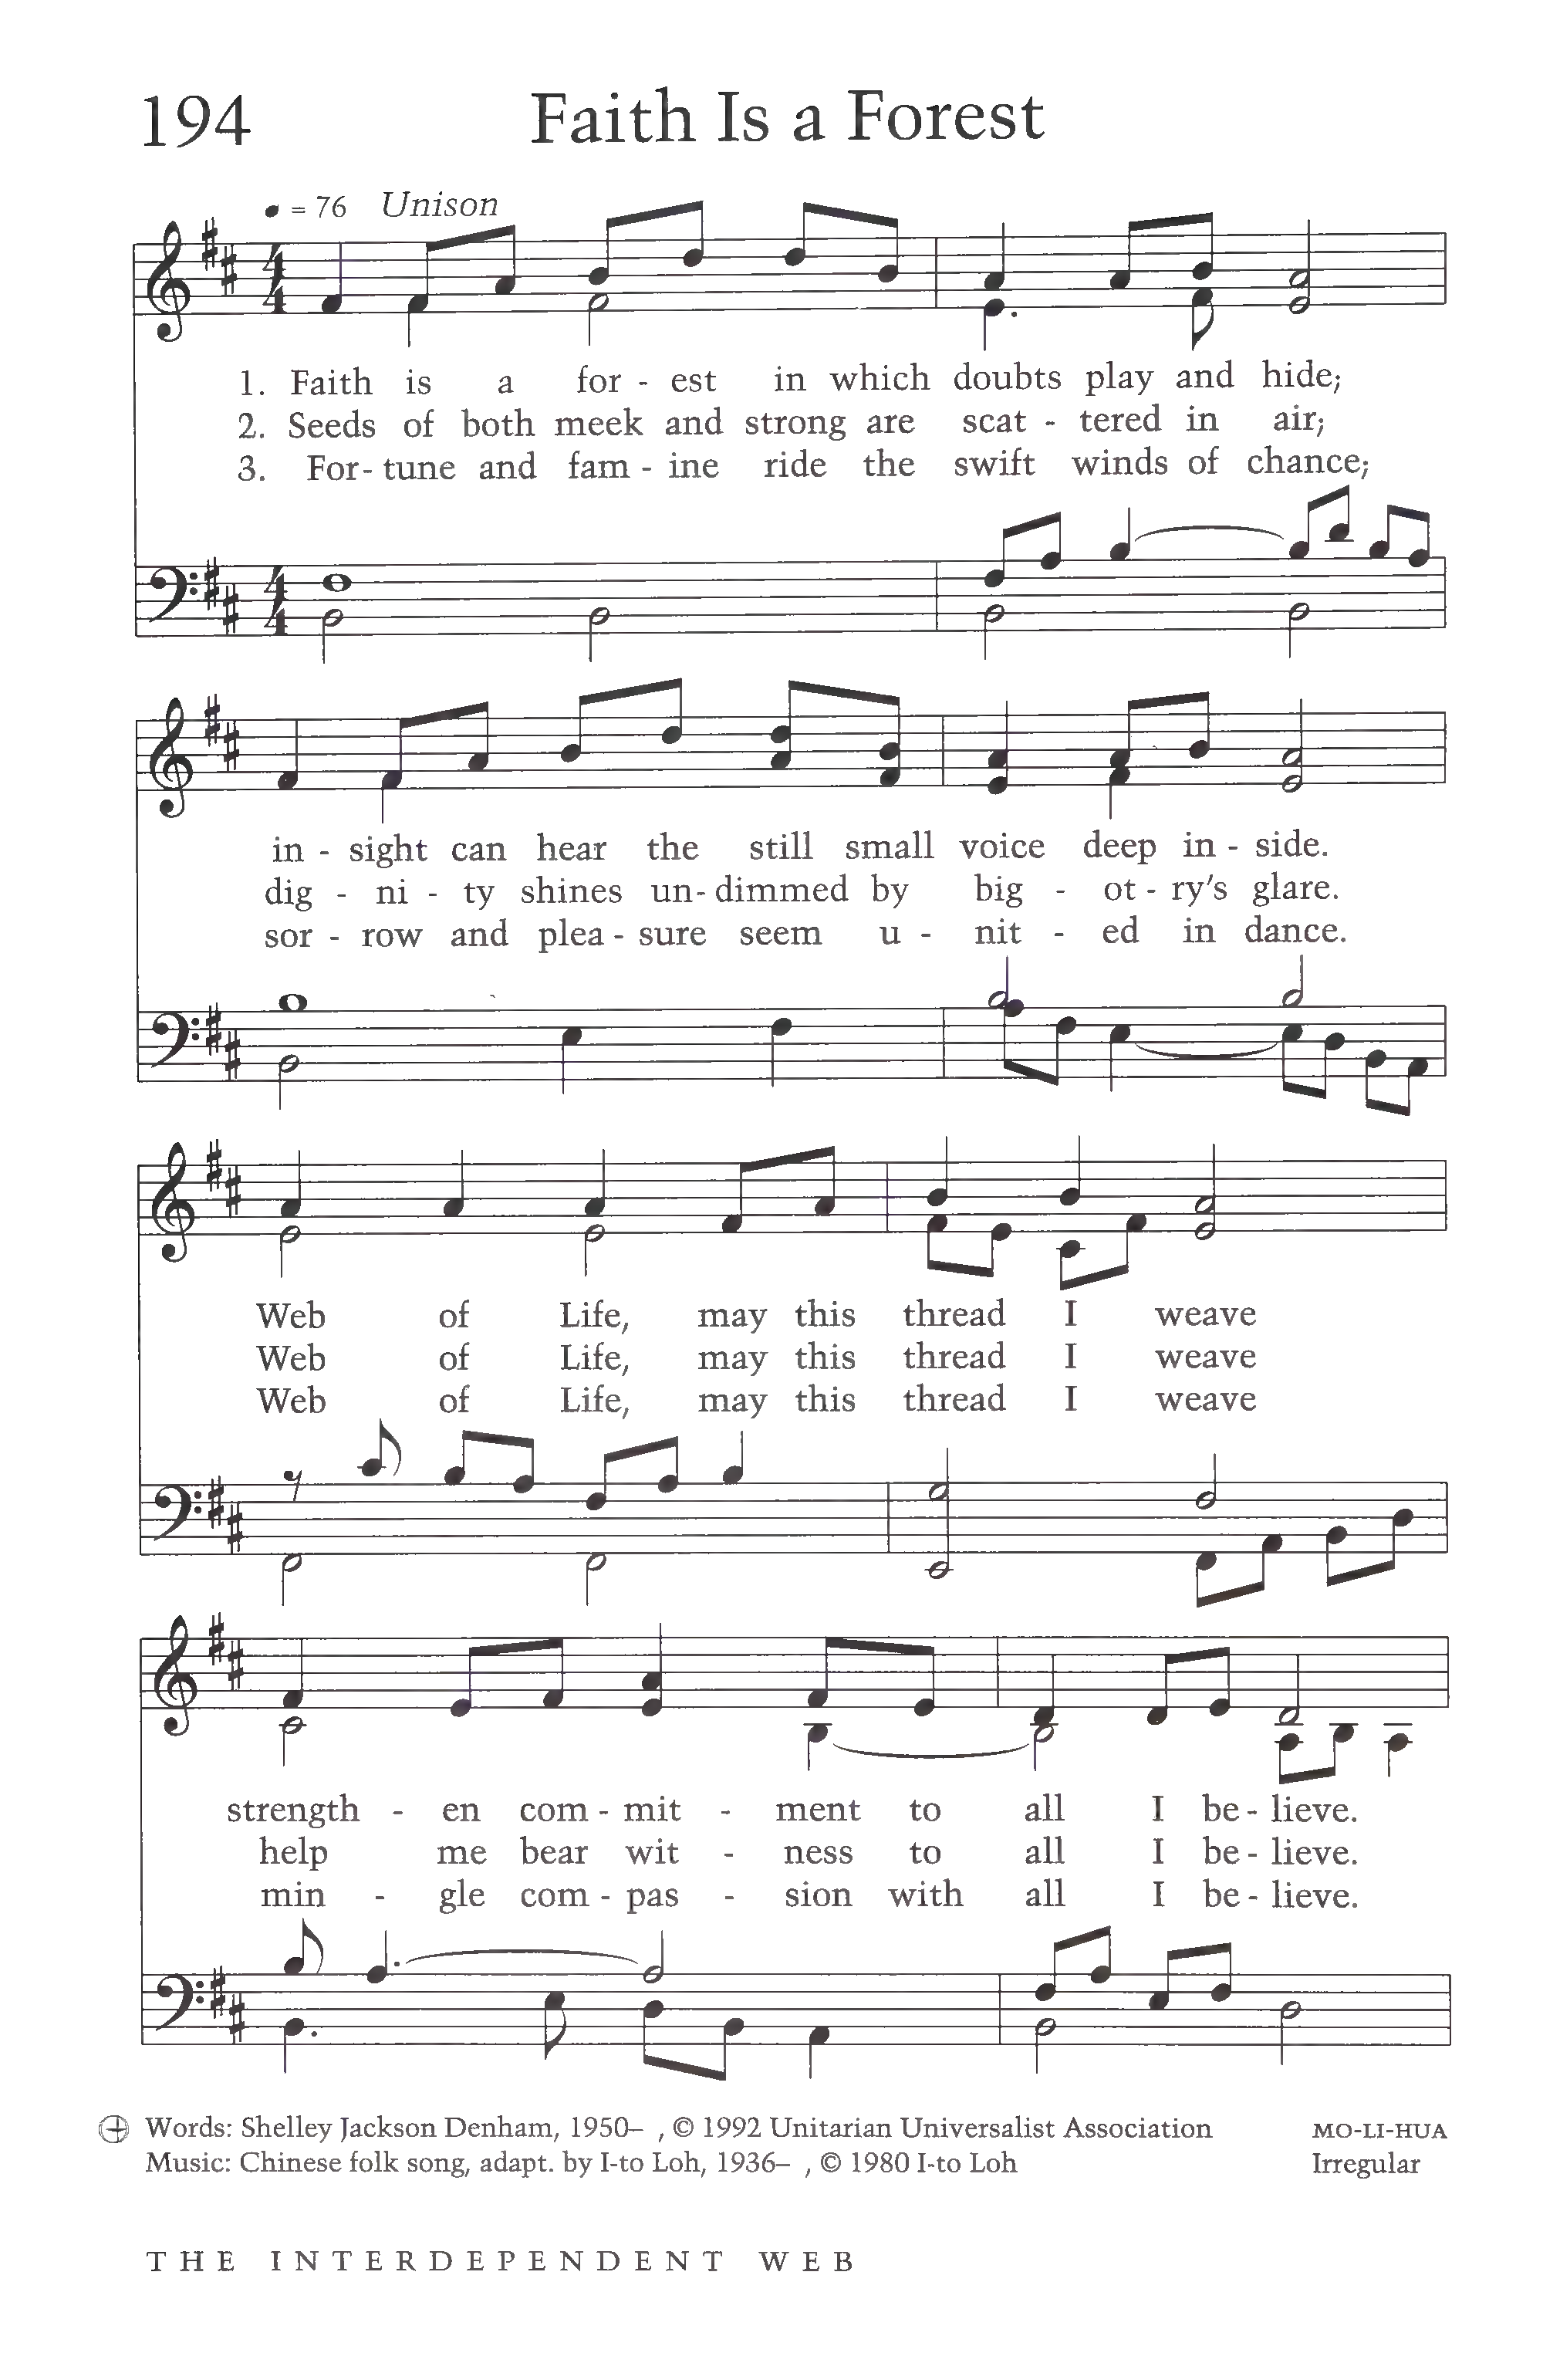 194
Faith Is a Forest
= 76 Unison
1. Faith is a for - est in which doubts play and hide;
2. Seeds of both meek and strong are scat - tered in air;
3. For - tune and fam - ine ride the swift winds of chance;
in - sight can hear the still small voice deep in - side.
dig - ni - ty shines un - dimmed by big - ot - ry's glare.
sor - row and plea - sure seem u - nit - ed in dance.
Web of Life, may this thread I weave
Web of Life, may this thread I weave
Web of Life, may this thread I weave
strength - en com - mit - ment to all I be - lieve.
help me bear wit - ness to all I be - lieve.
min - gle com - pas - sion with all I be - lieve.
Words: Shelley Jackson Denham, 1950– , © 1992 Unitarian Universalist Association
MO-LI-HUA
Music: Chinese folk song, adapt. by I-to Loh, 1936– , © 1980 I-to Loh
Irregular
THE INTERDEPENDENT WEB